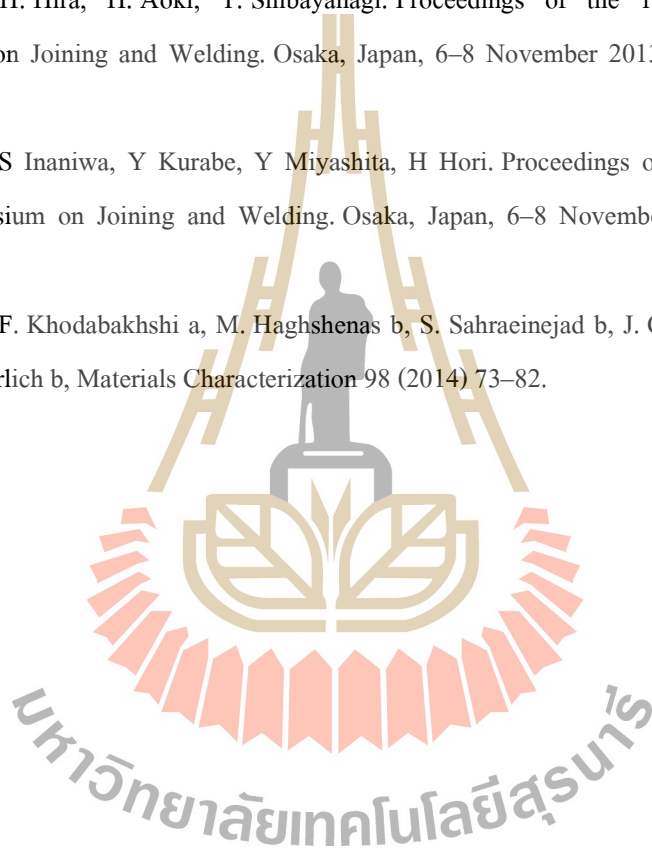 H. Hira, H. Aoki, T. Shibayanagi. Proceedings of the
on Joining and Welding. Osaka, Japan, 6–8 November 2013
S Inaniwa, Y Kurabe, Y Miyashita, H Hori. Proceedings
sium on Joining and Welding. Osaka, Japan, 6–8
F. Khodabakhshi a, M. Haghshenas b, S. Sahraeinejad b, J.
rlich b, Materials Characterization 98 (2014) 73–82.
มหาวิทยาลัยเทคโนโลยีสุรนารี